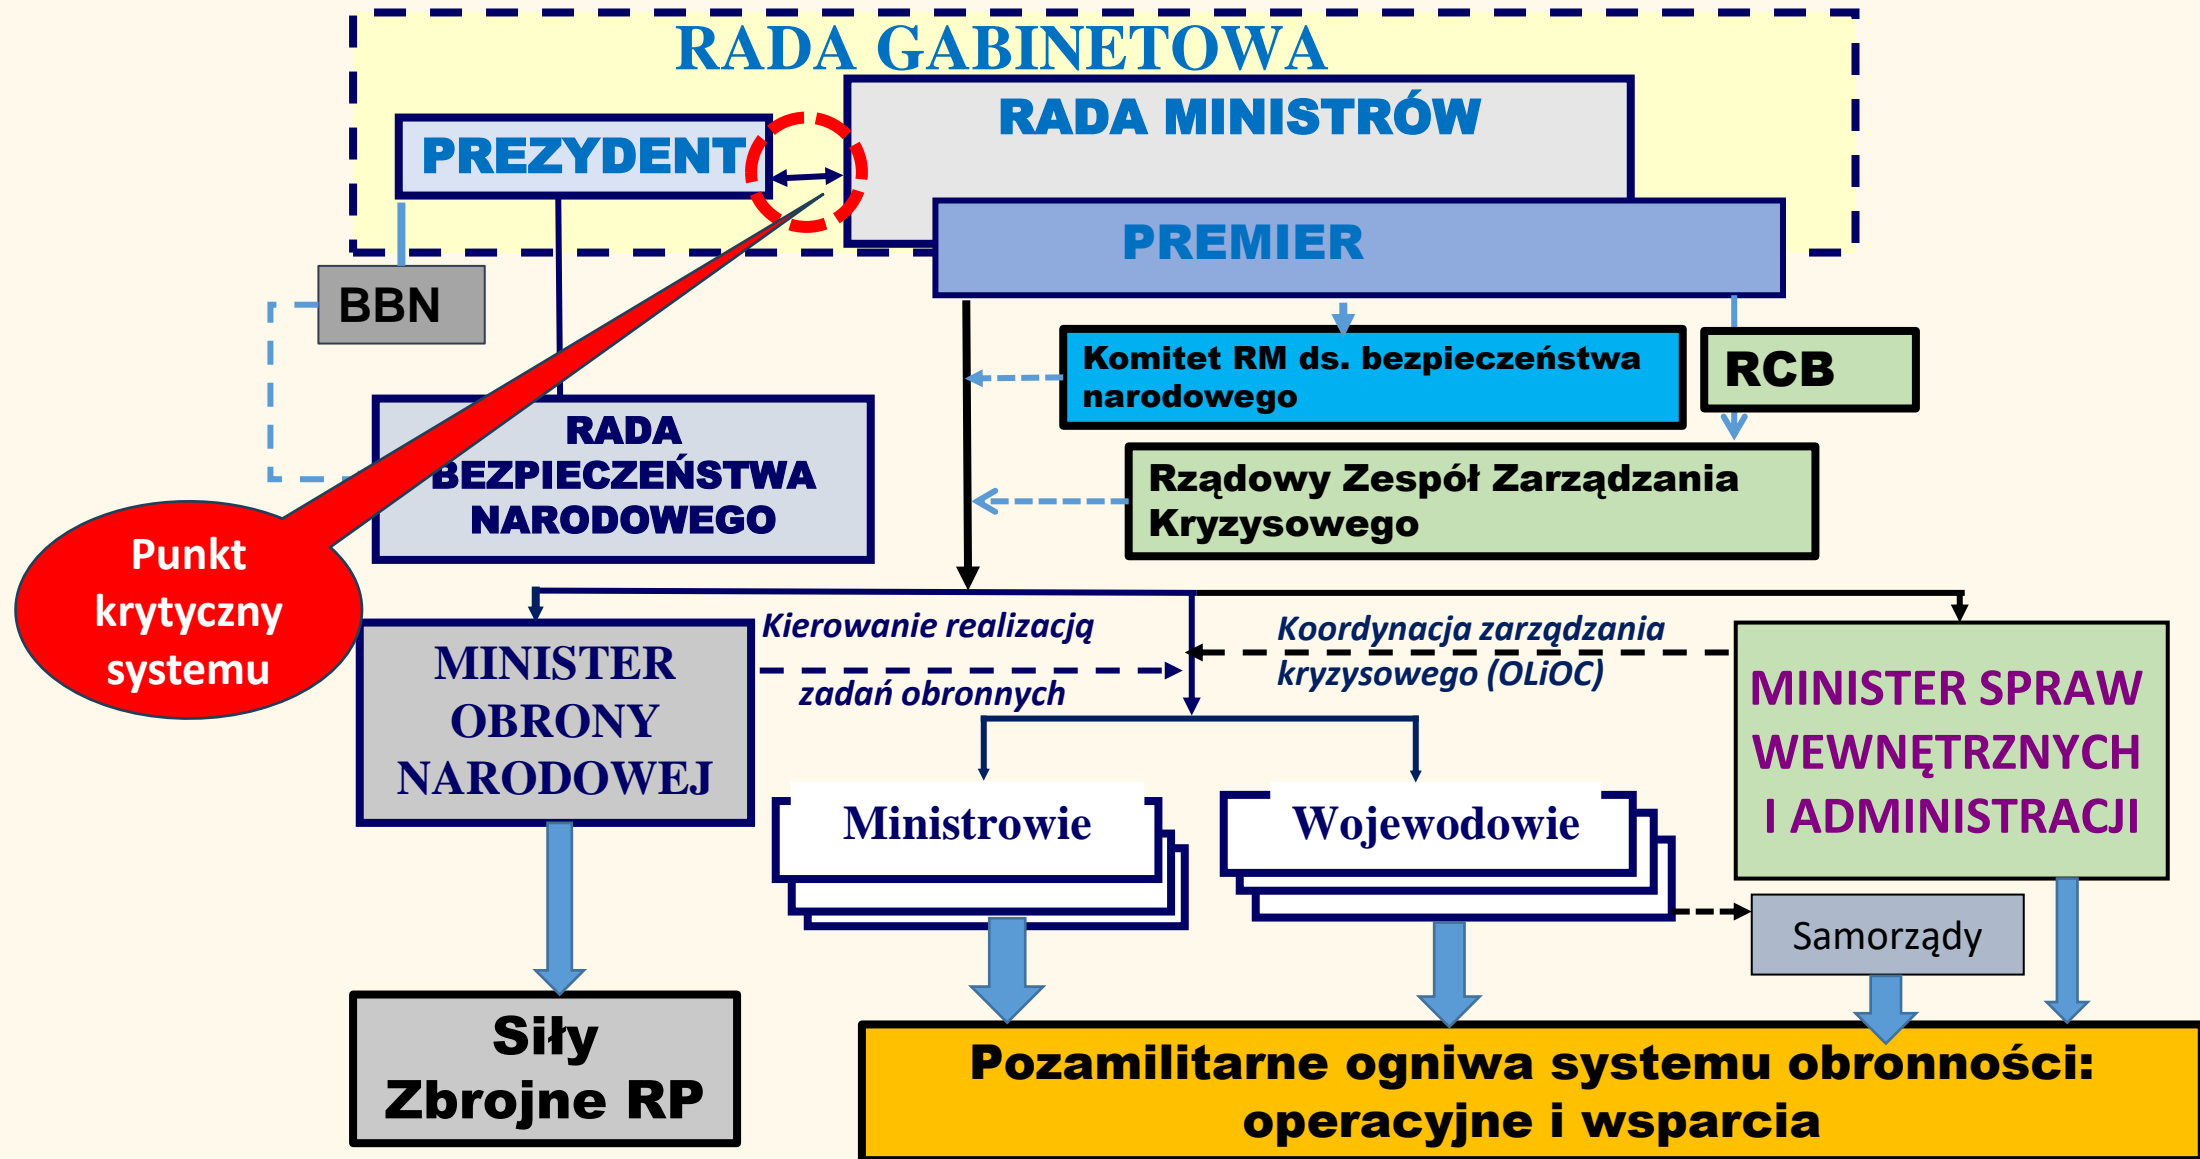 RADA GABINETOWA
RADA MINISTRÓW
PREZYDENT
PREMIER
BBN
Komitet RM ds. bezpieczeństwa
narodowego
RCB
RADA
BEZPIECZEŃSTWA
NARODOWEGO
Rządowy Zespół Zarządzania
Kryzysowego
Punkt
krytyczny
systemu
Kierowanie realizacją
zadań obronnych
Koordynacja zarządzania
kryzysowego (OLiOC)
MINISTER
OBRONY
NARODOWEJ
MINISTER SPRAW
WEWNĘTRZNYCH
I ADMINISTRACJI
Ministrowie
Wojewodowie
Samorządy
Siły
Zbrojne RP
Pozamilitarne ogniwa systemu obronności:
operacyjne i wsparcia